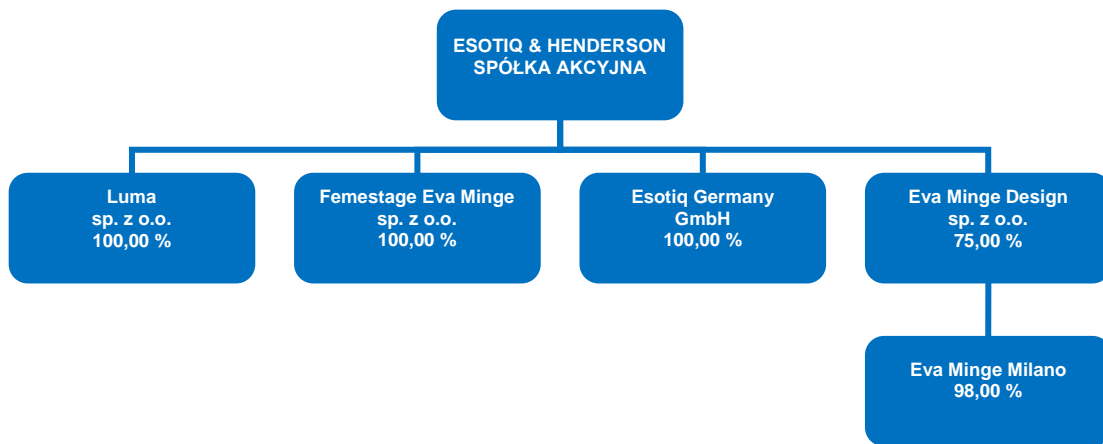 ESOTIQ & HENDERSON
SPÓŁKA AKCYJNA
Luma
sp. z o.o.
100,00 %
Femestage Eva Minge
sp. z o.o.
100,00 %
Esotiq Germany
GmbH
100,00 %
Eva Minge Design
sp. z o.o.
75,00 %
Eva Minge Milano
98,00 %